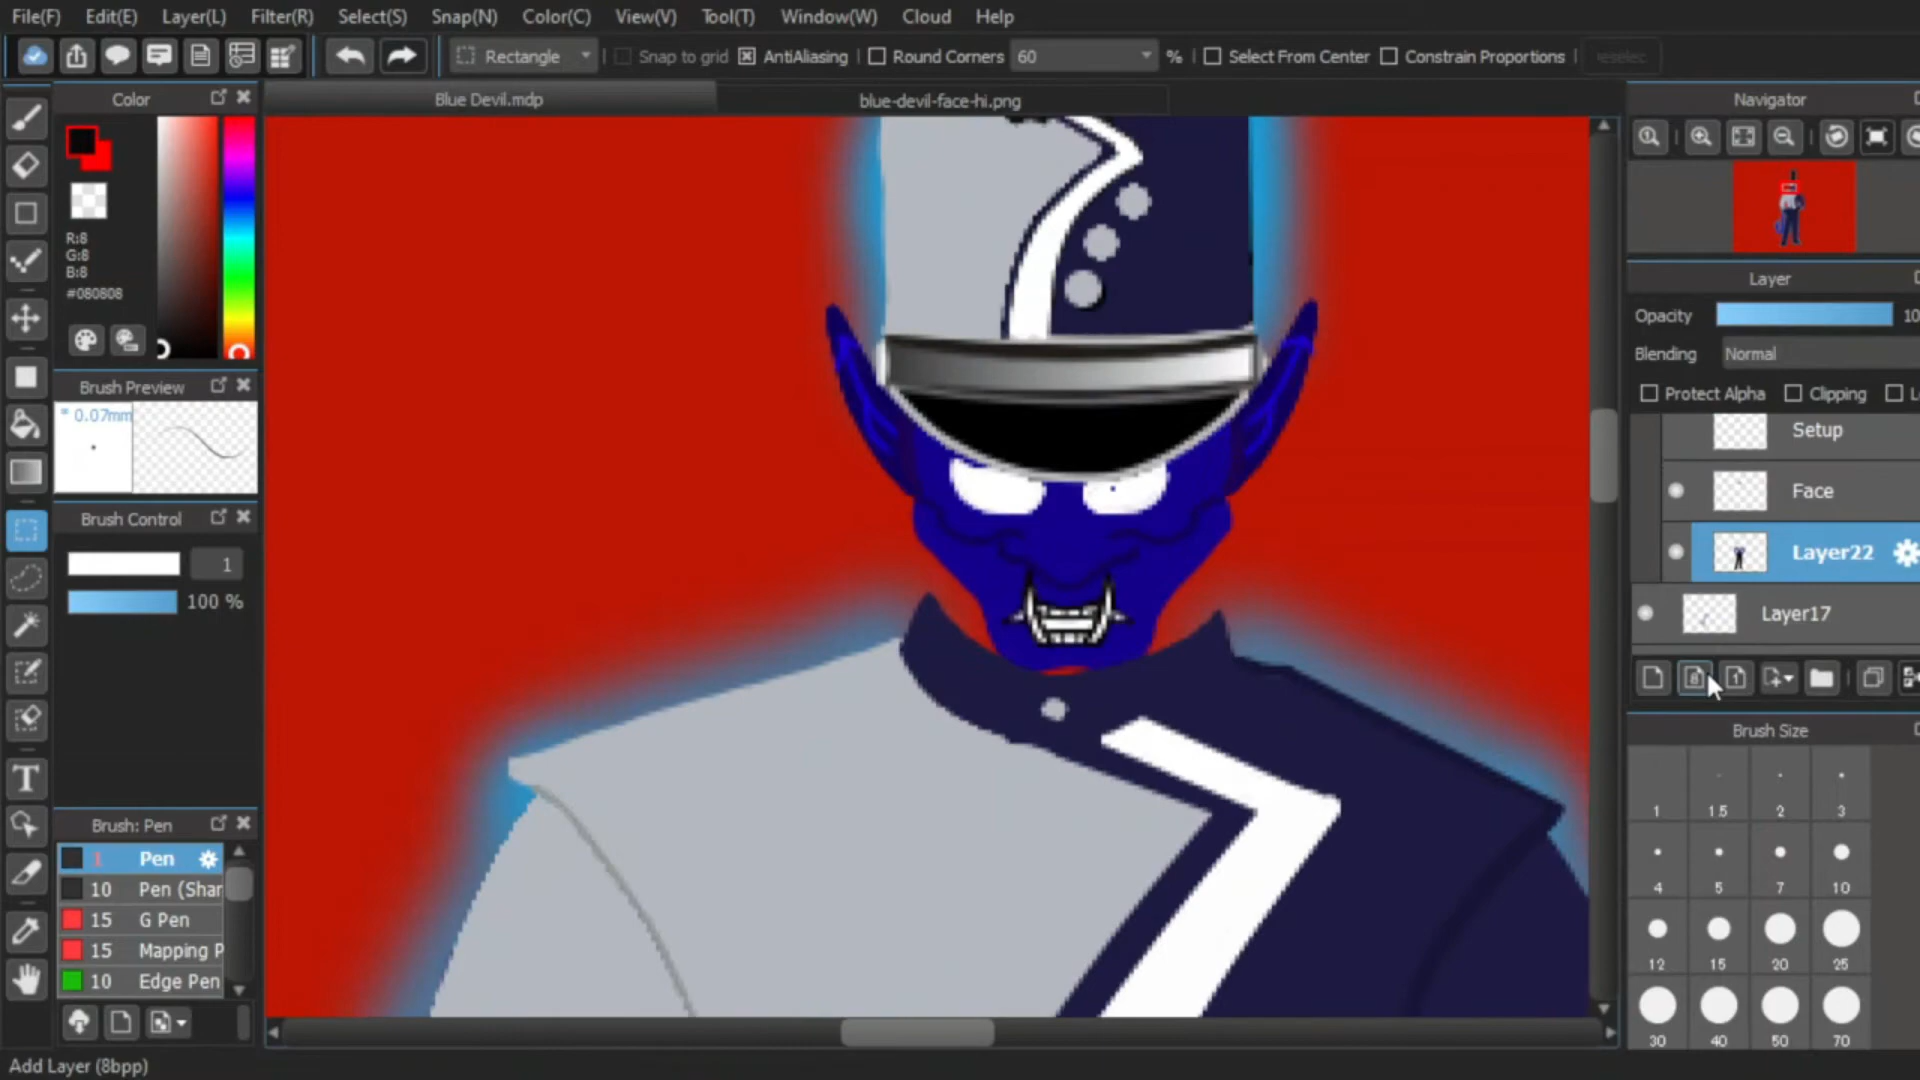 File(F) Edit(E) Layer(L) Filter(R) Select(S) Snap(N) Color(C) View(V) Tool(T) Window(W) Cloud Help
Rectangle Snap to grid AntiAliasing Round Corners 60 % Select From Center Constrain Proportions
Color
Blue Devil.mdp
blue-devil-face-hi.png
Navigator
R:8
G:8
B:8
#080808
Layer
Opacity 10
Blending Normal
Protect Alpha Clipping
Brush Preview
* 0.07mm
Setup
Face
Layer22
Layer17
Brush Control
1
100 %
Brush Size
1 1.5 2 3
4 5 7 10
12 15 20 25
30 40 50 70
Brush: Pen
1 Pen
10 Pen (Shar
15 G Pen
15 Mapping P
10 Edge Pen
T
Add Layer (8bpp)